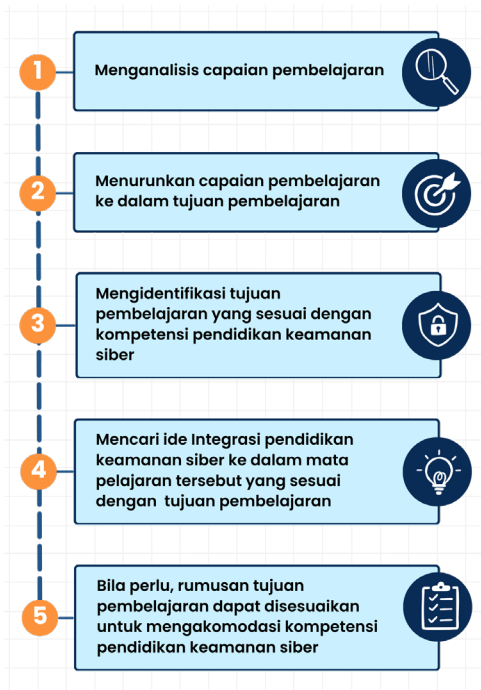 1
Menganalisis capaian pembelajaran
2
Menurunkan capaian pembelajaran
ke dalam tujuan pembelajaran
3
Mengidentifikasi tujuan
pembelajaran yang sesuai dengan
kompetensi pendidikan keamanan
siber
4
Mencari ide Integrasi pendidikan
keamanan siber ke dalam mata
pelajaran tersebut yang sesuai
dengan tujuan pembelajaran
5
Bila perlu, rumusan tujuan
pembelajaran dapat disesuaikan
untuk mengakomodasi kompetensi
pendidikan keamanan siber